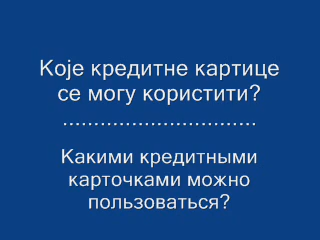 Које кредитне картице
се могу користити?
...............................
Какими кредитными
карточками можно
пользоваться?